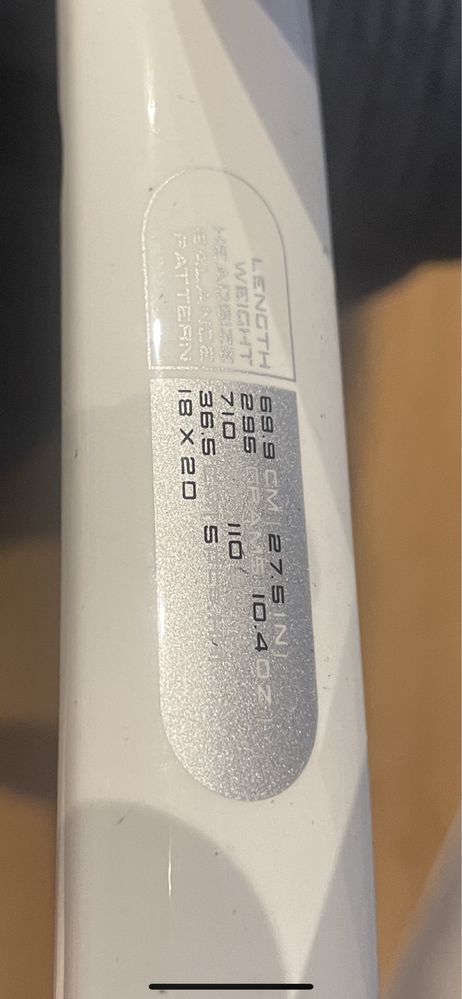 LENGTH 69.9 CM 27.5 IN
WEIGHT 295 GRAMS 10.4 OZ
HEADSIZE 710 110
BALANCE 36.5 5
PATTERN 18 X 20